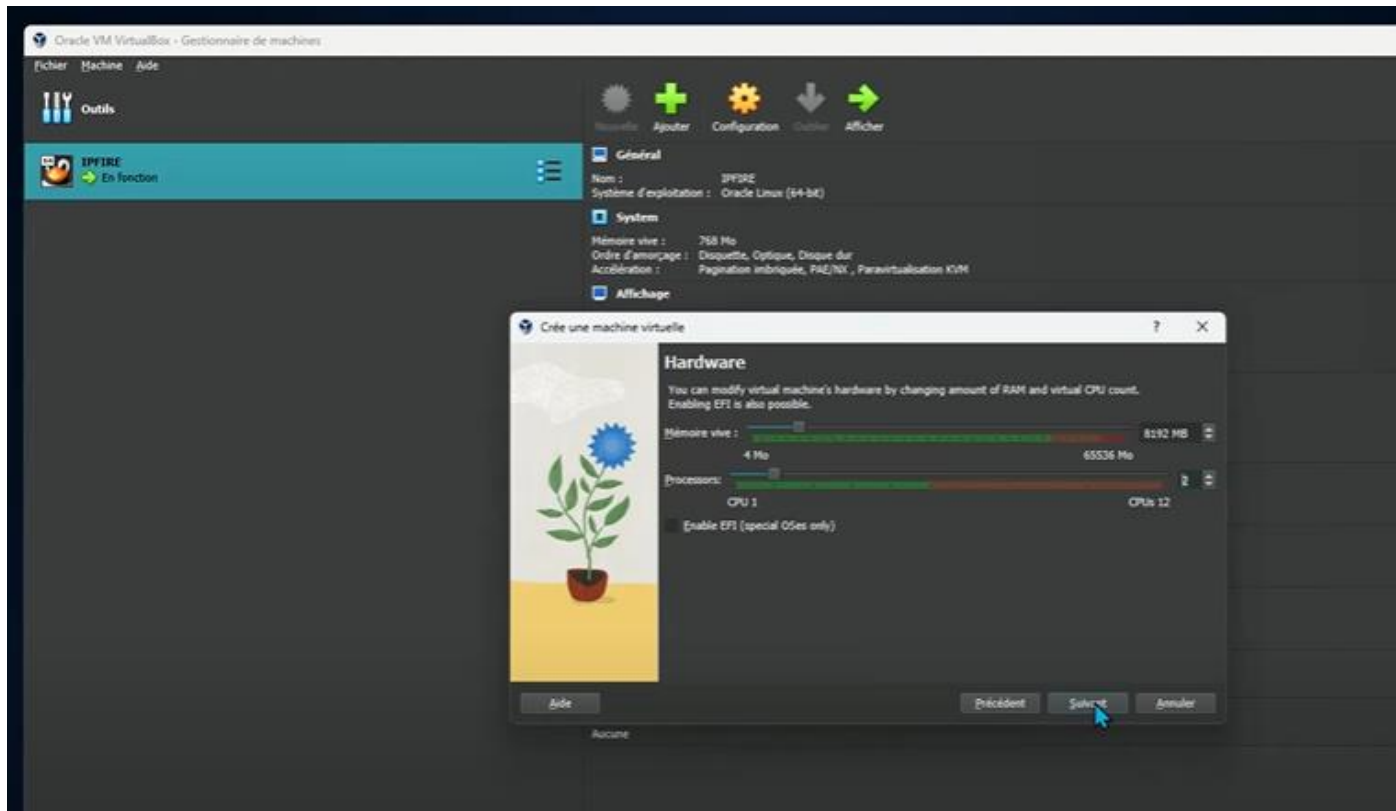 Oracle VM VirtualBox - Gestionnaire de machines
Fichier Machine Aide
Outils
Nouvelle Ajouter Configuration Oublier Afficher
IPFIRE
En fonction
Général
Nom : IPFIRE
Système d'exploitation : Oracle Linux (64-bit)
System
Mémoire vive : 768 Mo
Ordre d'amorçage : Disquette, Optique, Disque dur
Accélération : Pagination imbriquée, PAE/NX , Paravirtualisation KVM
Affichage
Crée une machine virtuelle ? X
Hardware
You can modify virtual machine's hardware by changing amount of RAM and virtual CPU count.
Enabling EFI is also possible.
Mémoire vive : 8192 MB
4 Mo 65536 Mo
Processors: 2
CPU 1 CPUs 12
Enable EFI (special OSes only)
Aide Précédent Suivant Annuler
Aucune